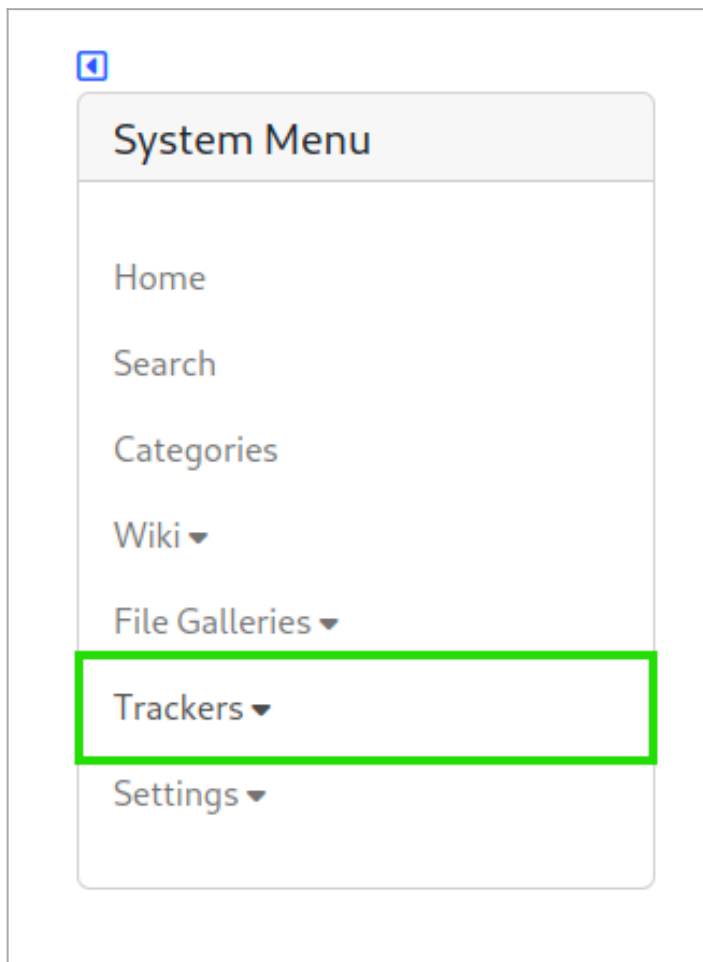 System Menu
Home
Search
Categories
Wiki
File Galleries
Trackers
Settings